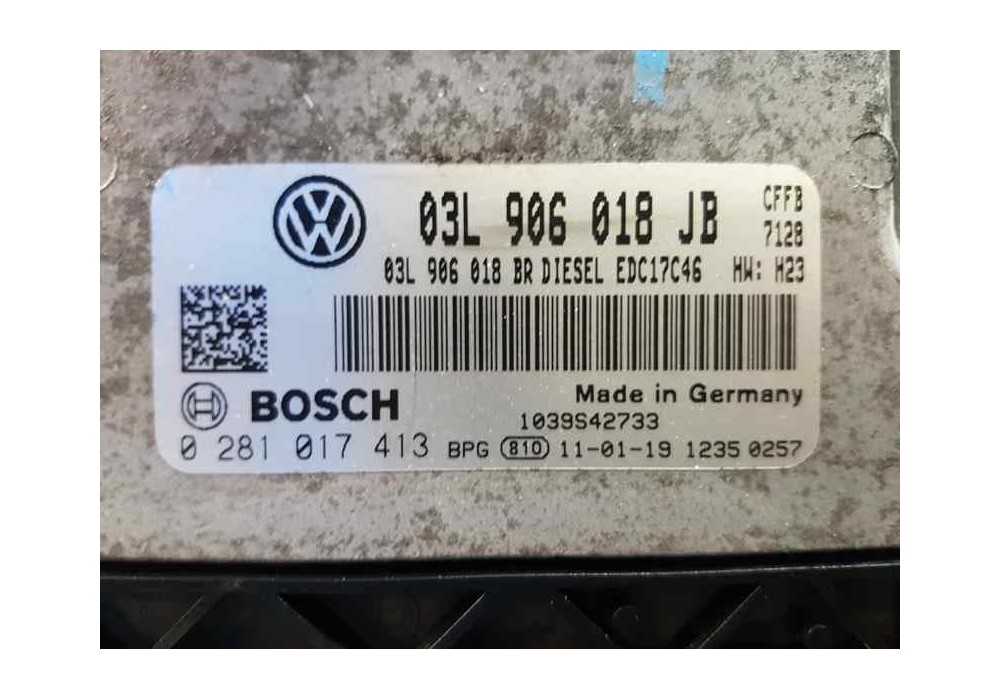 03L 906 018 JB CFFB
7128
03L 906 018 BR DIESEL EDC17C46 HW: H23
BOSCH Made in Germany
1039S42733
0 281 017 413 BPG 810 11-01-19 1235 0257